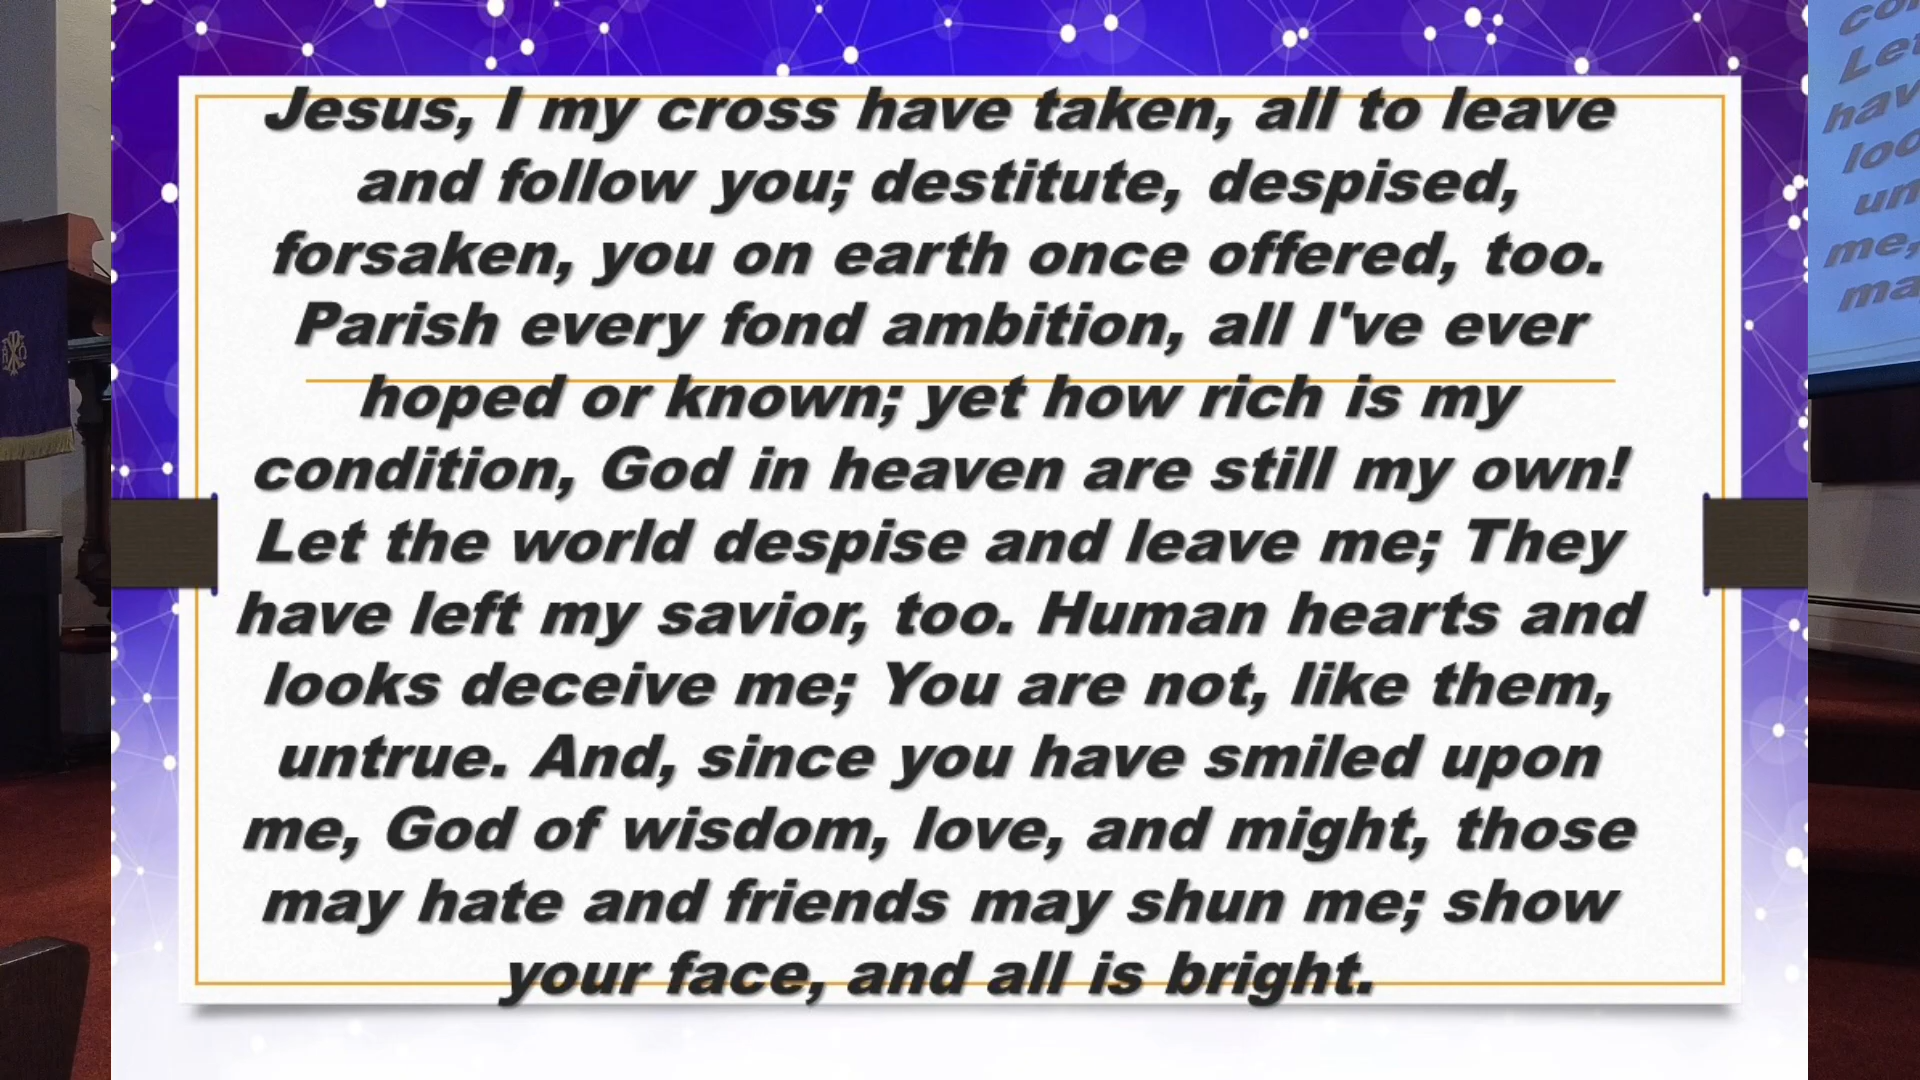 Jesus, I my cross have taken, all to leave
and follow you; destitute, despised,
forsaken, you on earth once offered, too.
Parish every fond ambition, all I've ever
hoped or known; yet how rich is my
condition, God in heaven are still my own!
Let the world despise and leave me; They
have left my savior, too. Human hearts and
looks deceive me; You are not, like them,
untrue. And, since you have smiled upon
me, God of wisdom, love, and might, those
may hate and friends may shun me; show
your face, and all is bright.